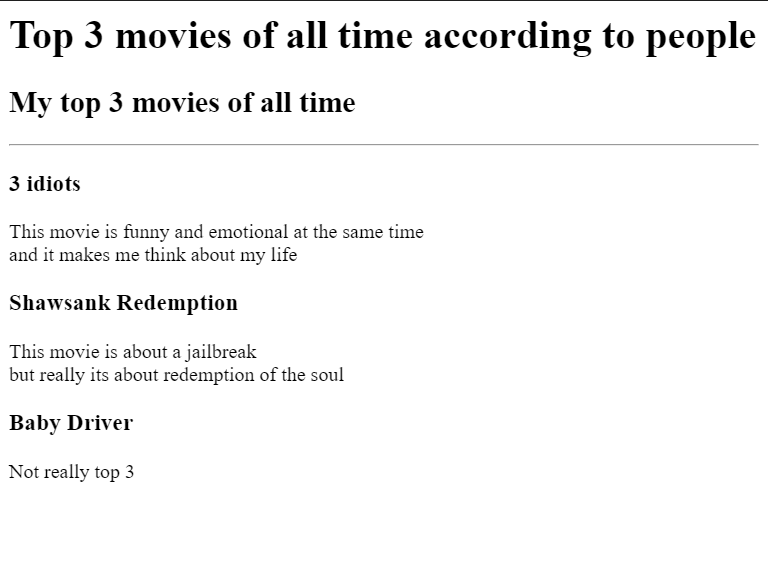 Top 3 movies of all time according to people
My top 3 movies of all time
3 idiots
This movie is funny and emotional at the same time
and it makes me think about my life
Shawsank Redemption
This movie is about a jailbreak
but really its about redemption of the soul
Baby Driver
Not really top 3